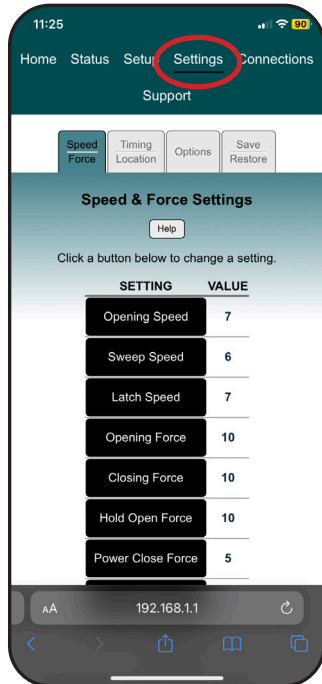 11:25 90
Home Status Setup Settings Connections
Support
Speed Force
Timing Location
Options
Save Restore
Speed & Force Settings
Help
Click a button below to change a setting.
SETTING VALUE
Opening Speed 7
Sweep Speed 6
Latch Speed 7
Opening Force 10
Closing Force 10
Hold Open Force 10
Power Close Force 5
AA 192.168.1.1